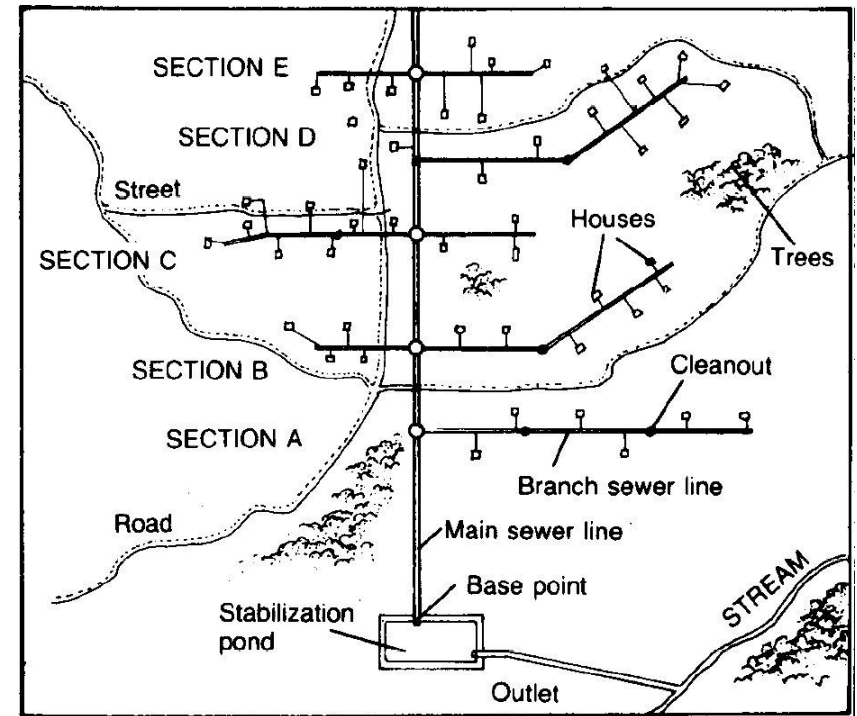 SECTION E
SECTION D
Street
Houses
SECTION C
Trees
SECTION B
Cleanout
SECTION A
Branch sewer line
Road
Main sewer line
Base point
Stabilization
pond
STREAM
Outlet